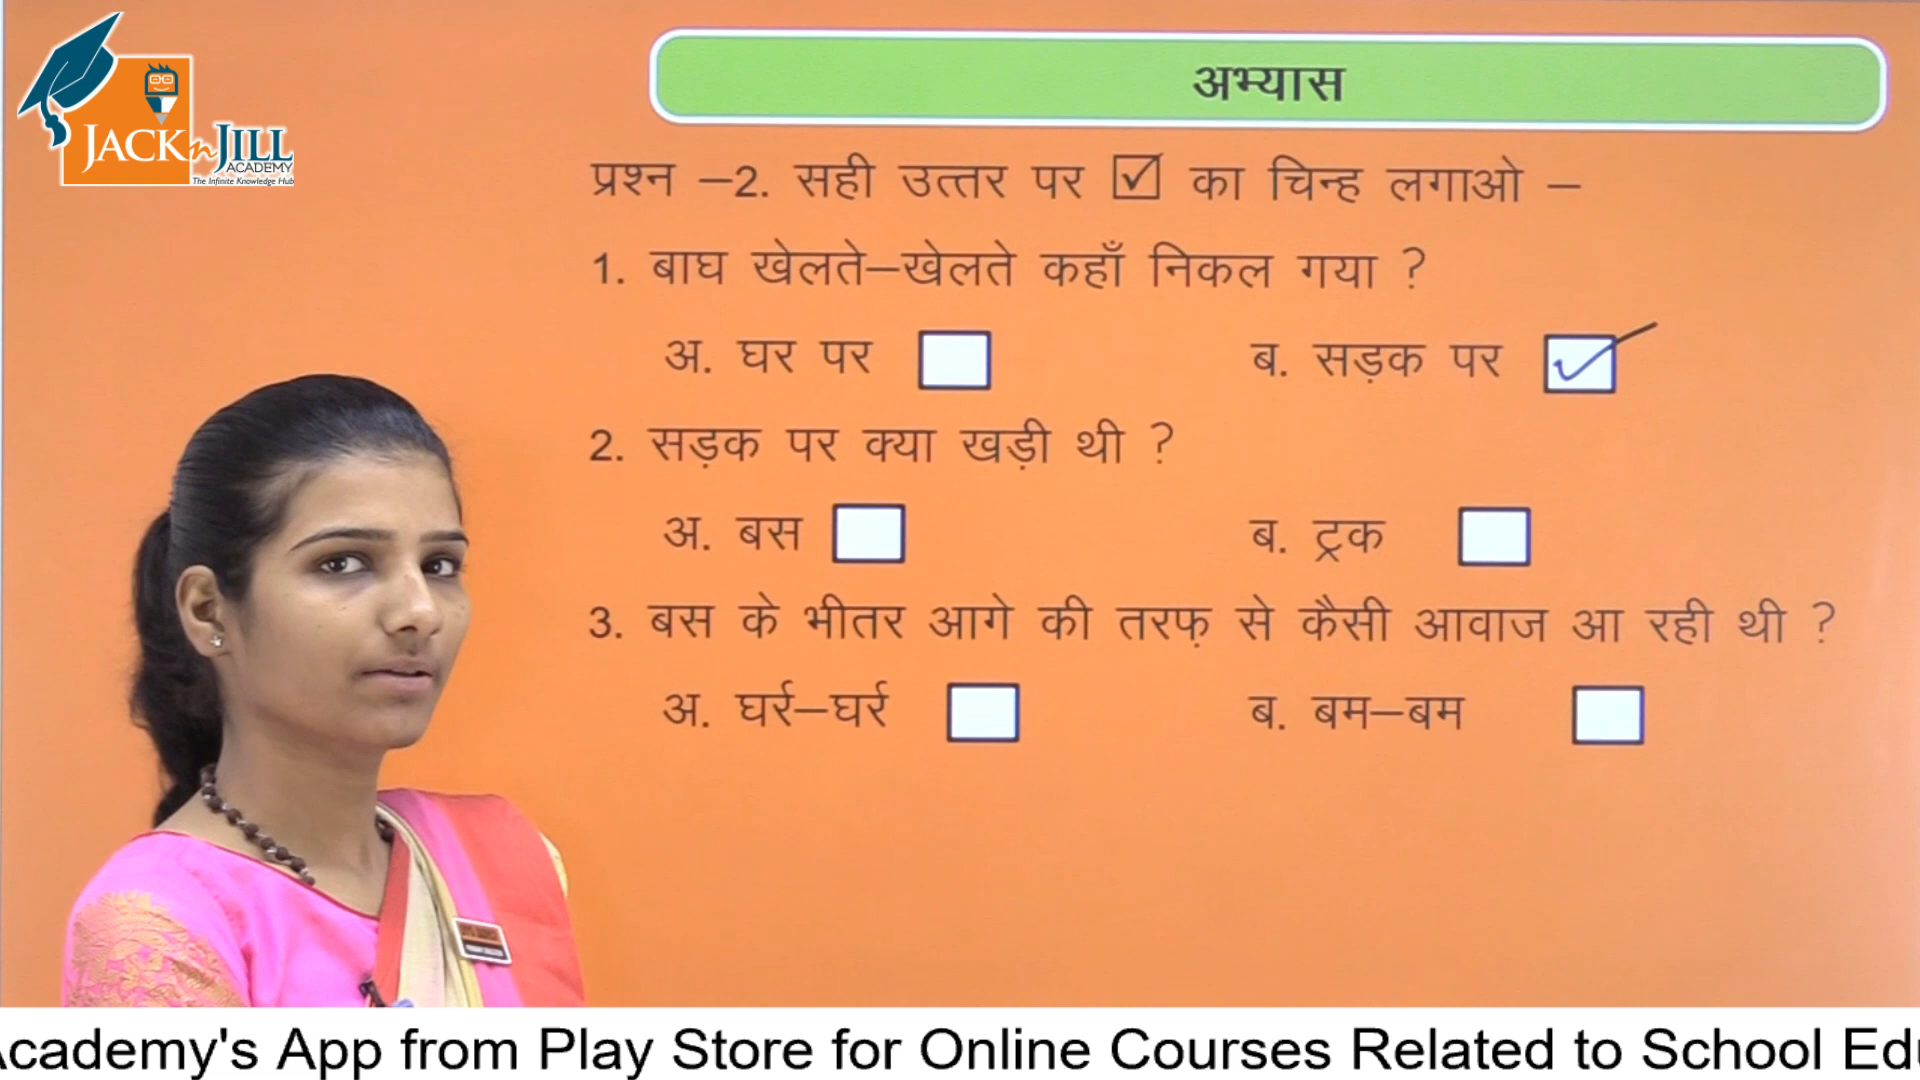 JACK n JILL
ACADEMY
The Infinite Knowledge Hub
अभ्यास
प्रश्न –2. सही उत्तर पर ☑ का चिन्ह लगाओ –
1. बाघ खेलते–खेलते कहाँ निकल गया ?
अ. घर पर ब. सड़क पर ✓
2. सड़क पर क्या खड़ी थी ?
अ. बस ब. ट्रक
3. बस के भीतर आगे की तरफ़ से कैसी आवाज आ रही थी ?
अ. घर्र–घर्र ब. बम–बम
Academy's App from Play Store for Online Courses Related to School